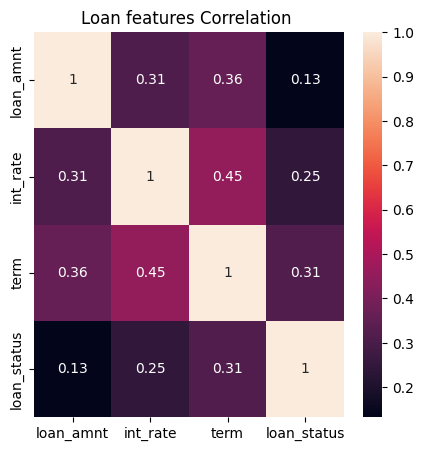 Loan features Correlation
loan_amnt
int_rate
term
loan_status
1 0.31 0.36 0.13
0.31 1 0.45 0.25
0.36 0.45 1 0.31
0.13 0.25 0.31 1
loan_amnt int_rate term loan_status
1.0
0.9
0.8
0.7
0.6
0.5
0.4
0.3
0.2